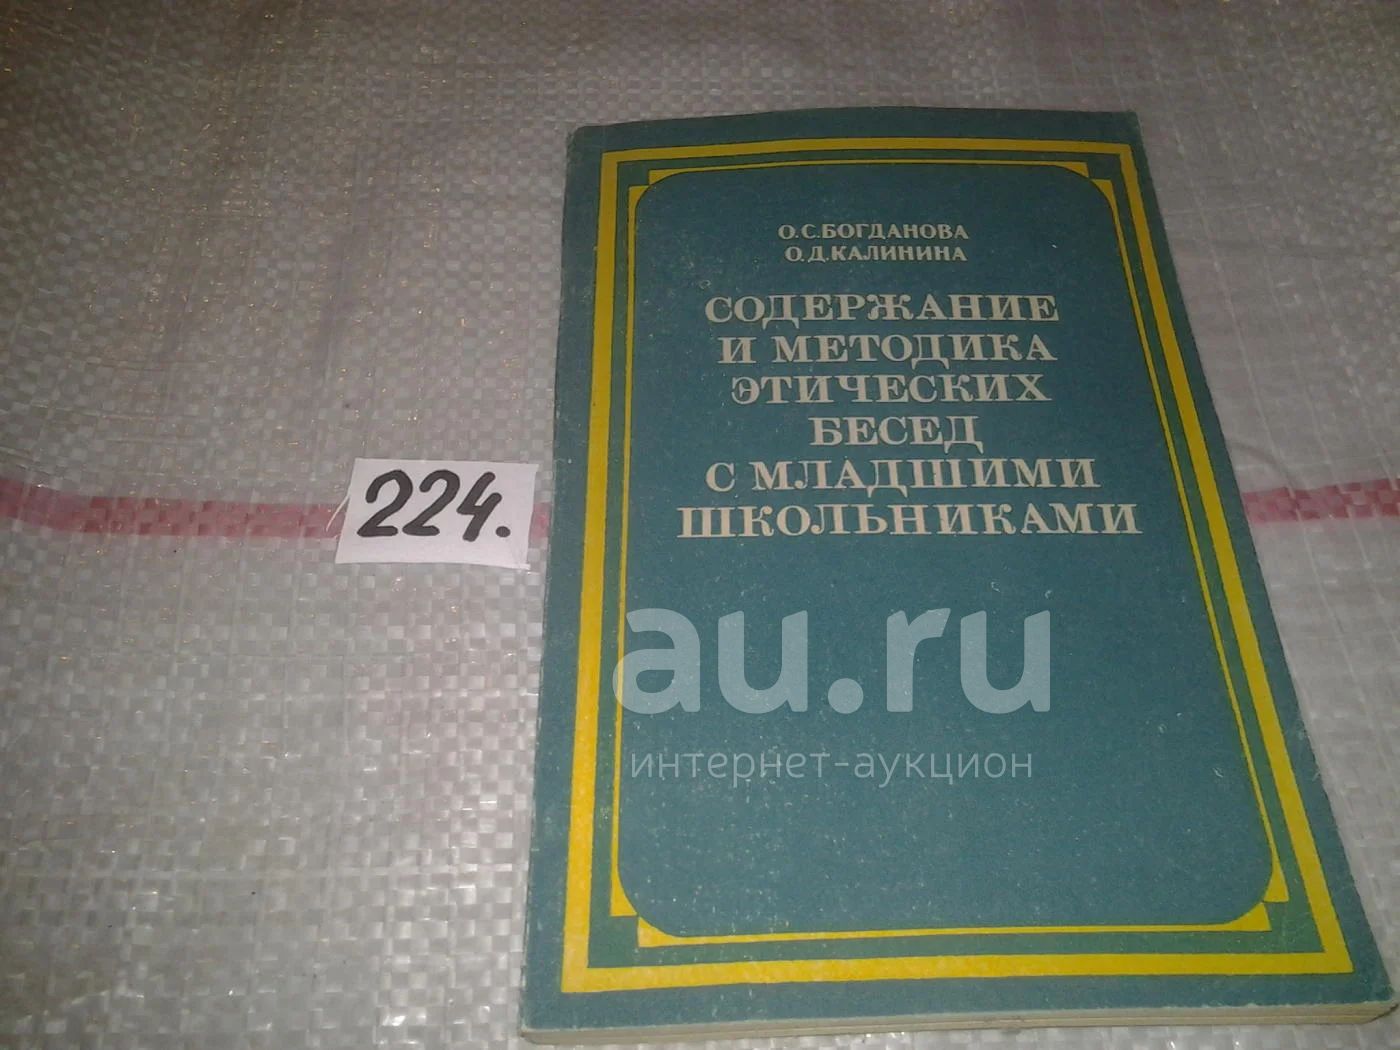 О.С.БОГДАНОВА
О.Д.КАЛИНИНА
СОДЕРЖАНИЕ
И МЕТОДИКА
ЭТИЧЕСКИХ
БЕСЕД
С МЛАДШИМИ
ШКОЛЬНИКАМИ
224.
au.ru
интернет-аукцион